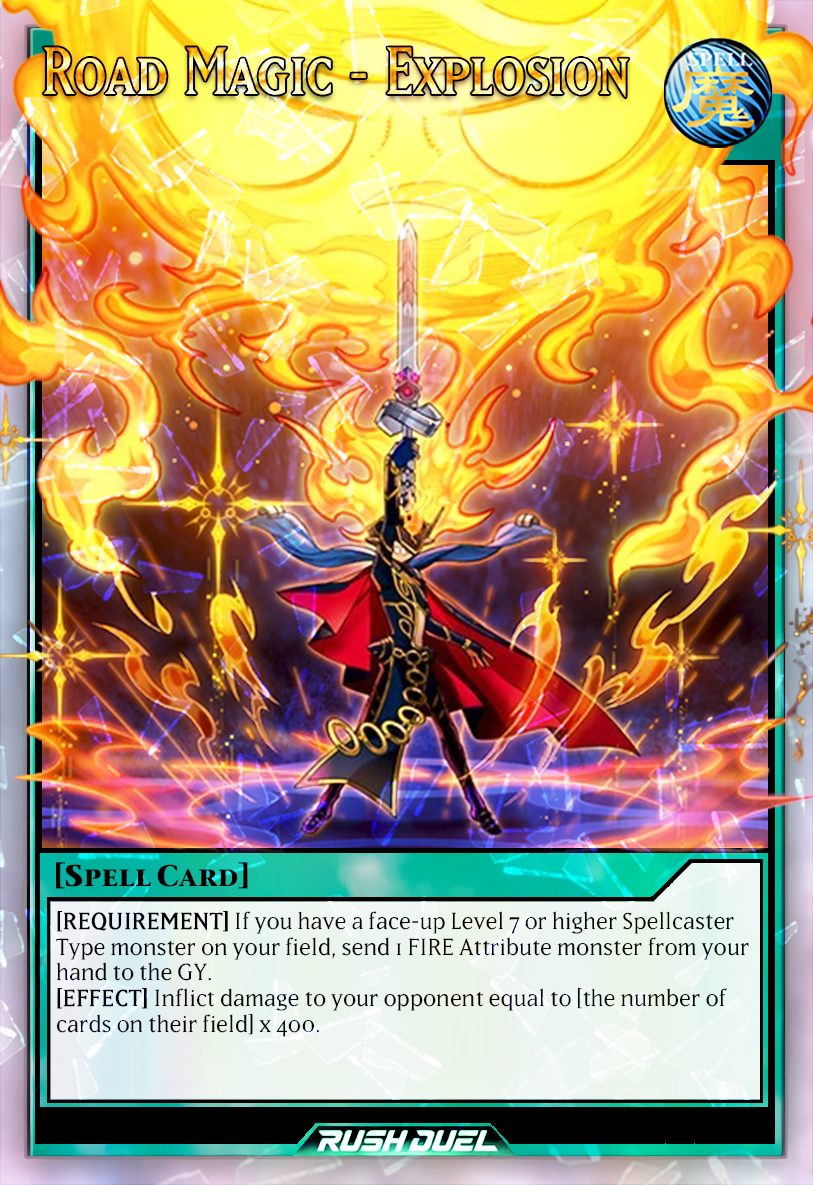 ROAD MAGIC - EXPLOSION
SPELL
魔
[SPELL CARD]
[REQUIREMENT] If you have a face-up Level 7 or higher Spellcaster
Type monster on your field, send 1 FIRE Attribute monster from your
hand to the GY.
[EFFECT] Inflict damage to your opponent equal to [the number of
cards on their field] x 400.
RUSH DUEL